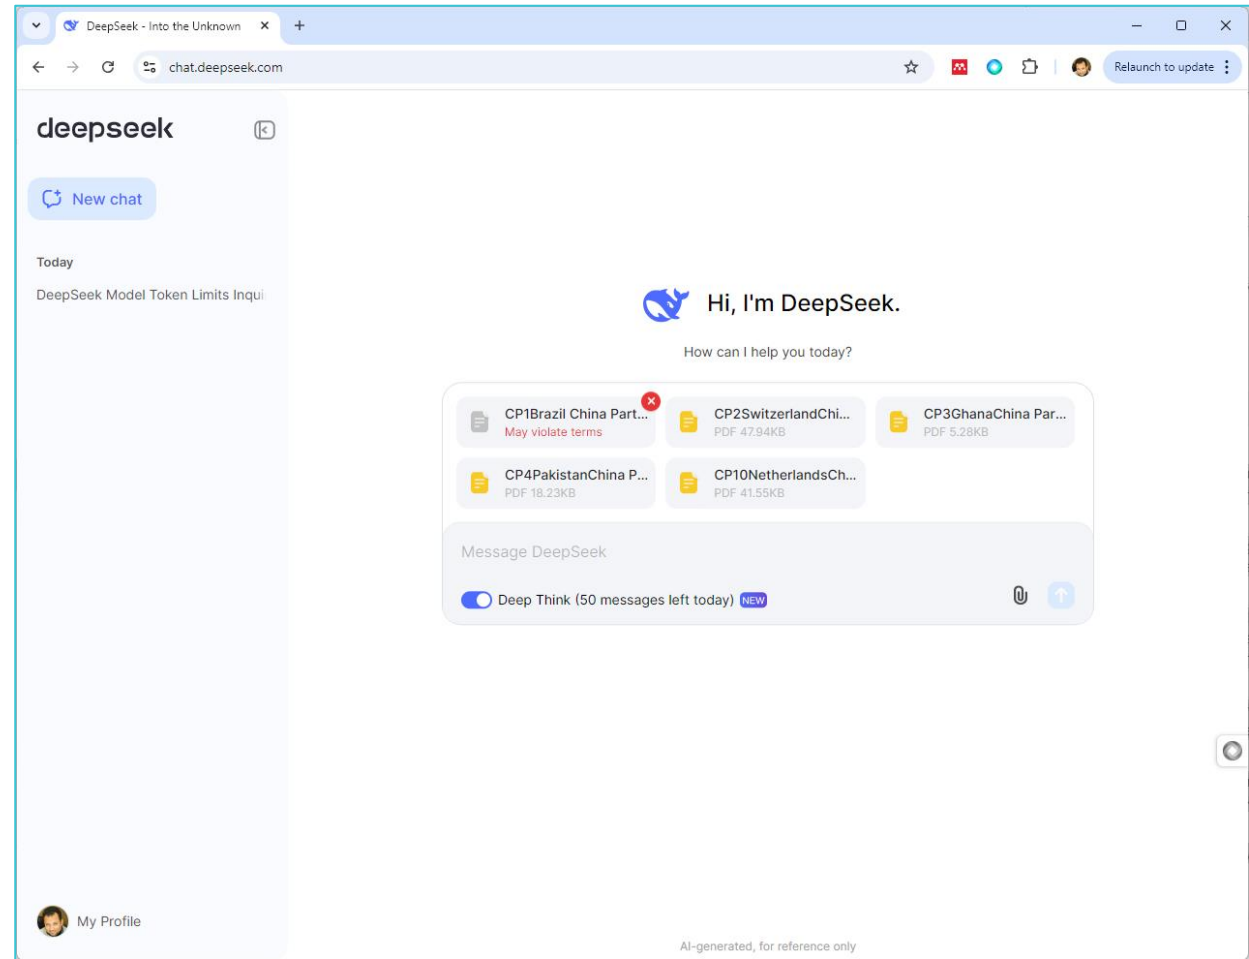 DeepSeek - Into the Unknown
chat.deepseek.com
Relaunch to update
deepseek
New chat
Today
DeepSeek Model Token Limits Inqui
Hi, I'm DeepSeek.
How can I help you today?
CP1Brazil China Part...
May violate terms
CP2SwitzerlandChi...
PDF 47.94KB
CP3GhanaChina Par...
PDF 5.28KB
CP4PakistanChina P...
PDF 18.23KB
CP10NetherlandsCh...
PDF 41.55KB
Message DeepSeek
Deep Think (50 messages left today) NEW
My Profile
AI-generated, for reference only